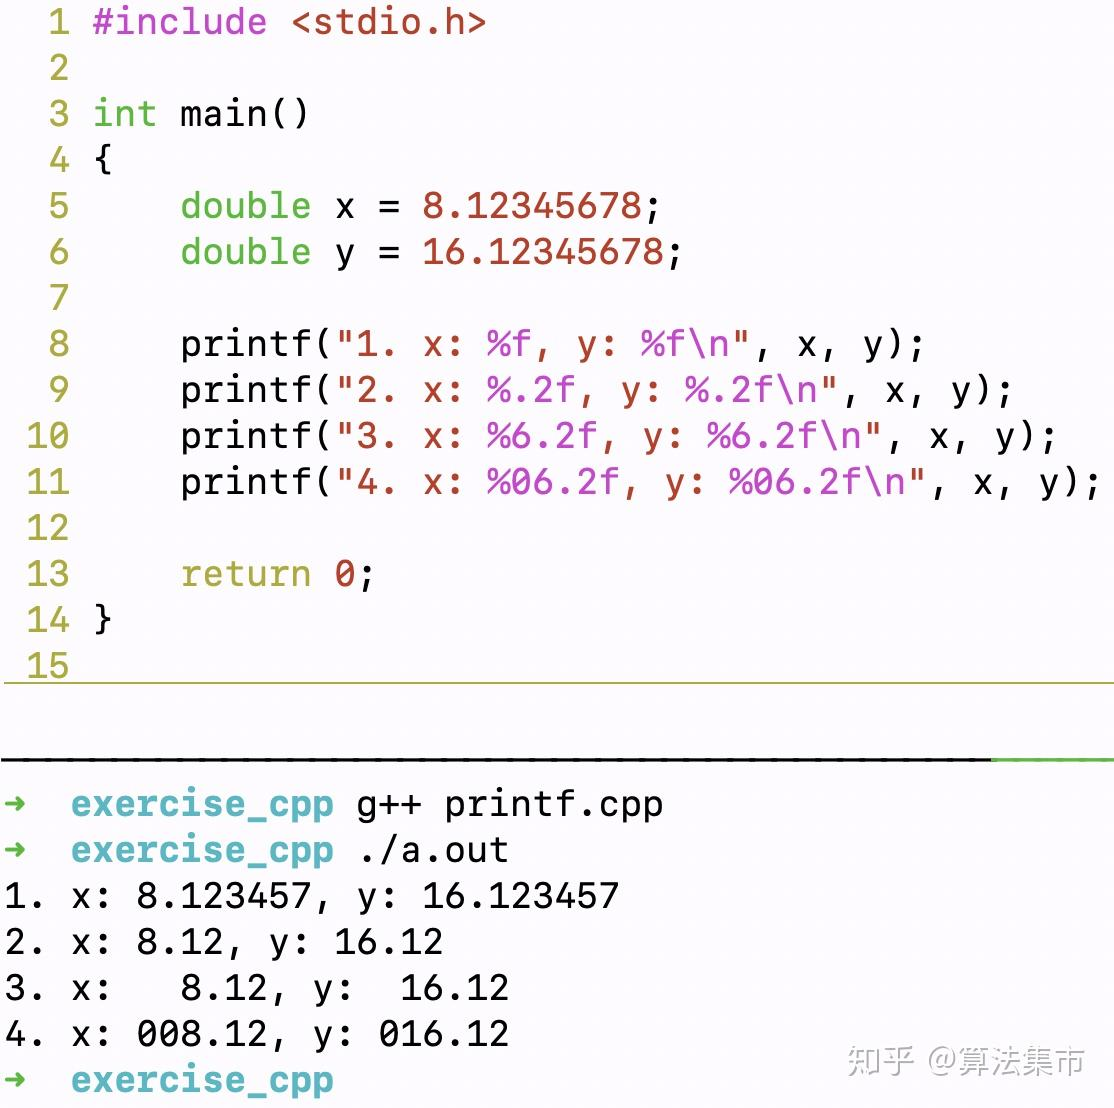 1 #include <stdio.h>
2
3 int main()
4 {
5     double x = 8.12345678;
6     double y = 16.12345678;
7
8     printf("1. x: %f, y: %f\n", x, y);
9     printf("2. x: %.2f, y: %.2f\n", x, y);
10     printf("3. x: %6.2f, y: %6.2f\n", x, y);
11     printf("4. x: %06.2f, y: %06.2f\n", x, y);
12
13     return 0;
14 }
15
➜  exercise_cpp g++ printf.cpp
➜  exercise_cpp ./a.out
1. x: 8.123457, y: 16.123457
2. x: 8.12, y: 16.12
3. x:   8.12, y:  16.12
4. x: 008.12, y: 016.12
➜  exercise_cpp
知乎 @算法集市